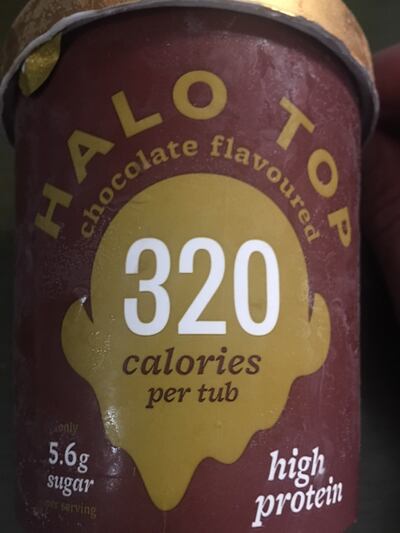 HALO TOP
chocolate flavoured
320
calories
per tub
only
5.6g
sugar
per serving
high
protein